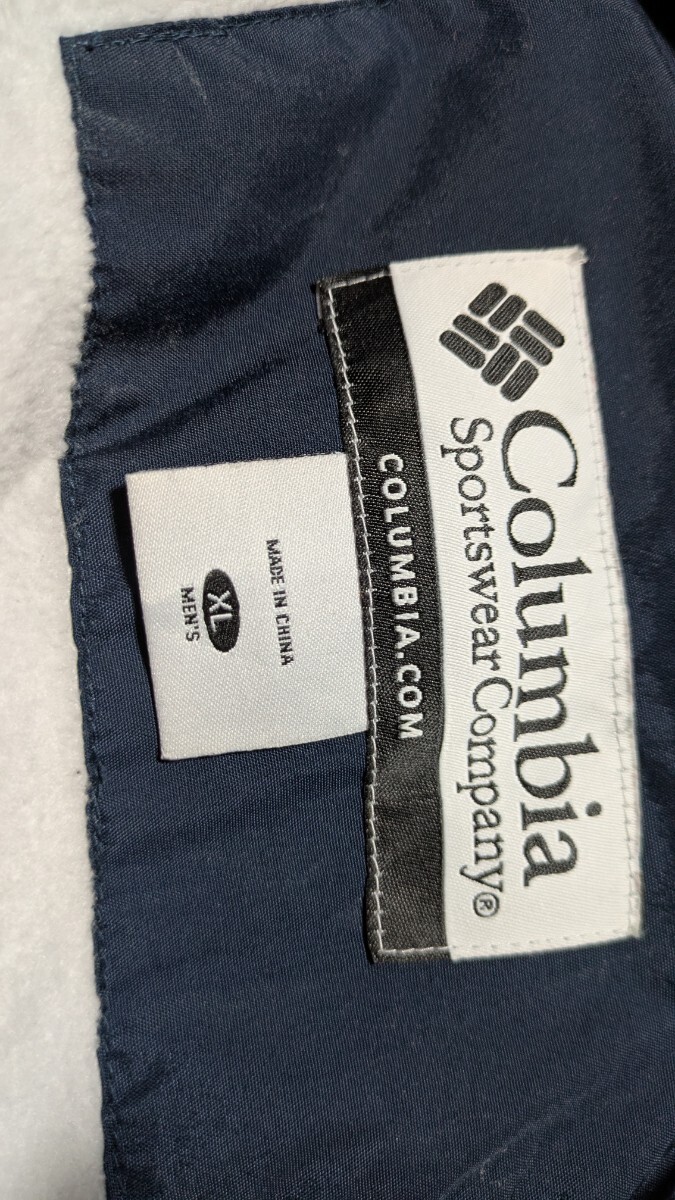 Columbia
Sportswear Company®
COLUMBIA.COM
MADE IN CHINA
XL
MEN'S